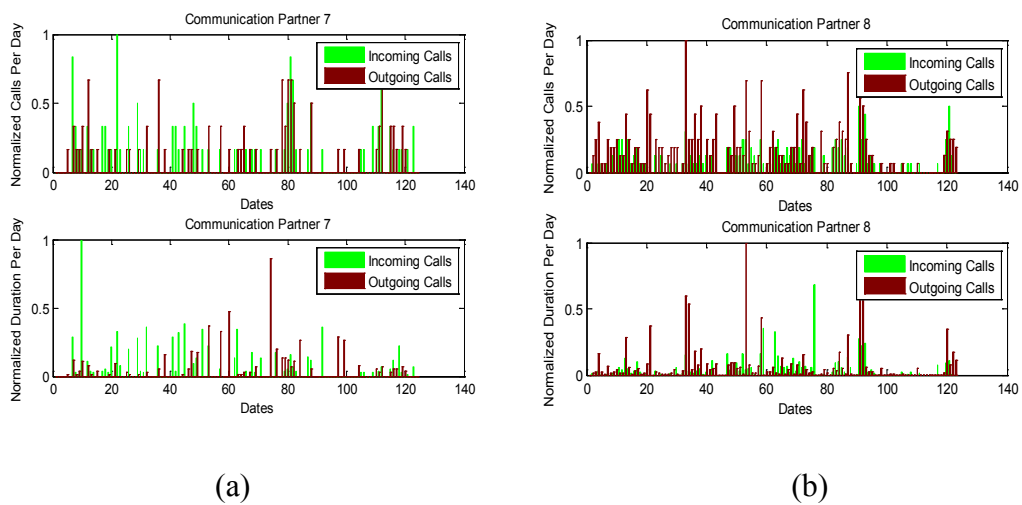 Communication Partner 7
Normalized Calls Per Day
1
0.5
0
Incoming Calls
Outgoing Calls
0 20 40 60 80 100 120 140
Dates
Communication Partner 7
Normalized Duration Per Day
1
0.5
0
Incoming Calls
Outgoing Calls
0 20 40 60 80 100 120 140
Dates
(a)
Communication Partner 8
Normalized Calls Per Day
1
0.5
0
Incoming Calls
Outgoing Calls
0 20 40 60 80 100 120 140
Dates
Communication Partner 8
Normalized Duration Per Day
1
0.5
0
Incoming Calls
Outgoing Calls
0 20 40 60 80 100 120 140
Dates
(b)